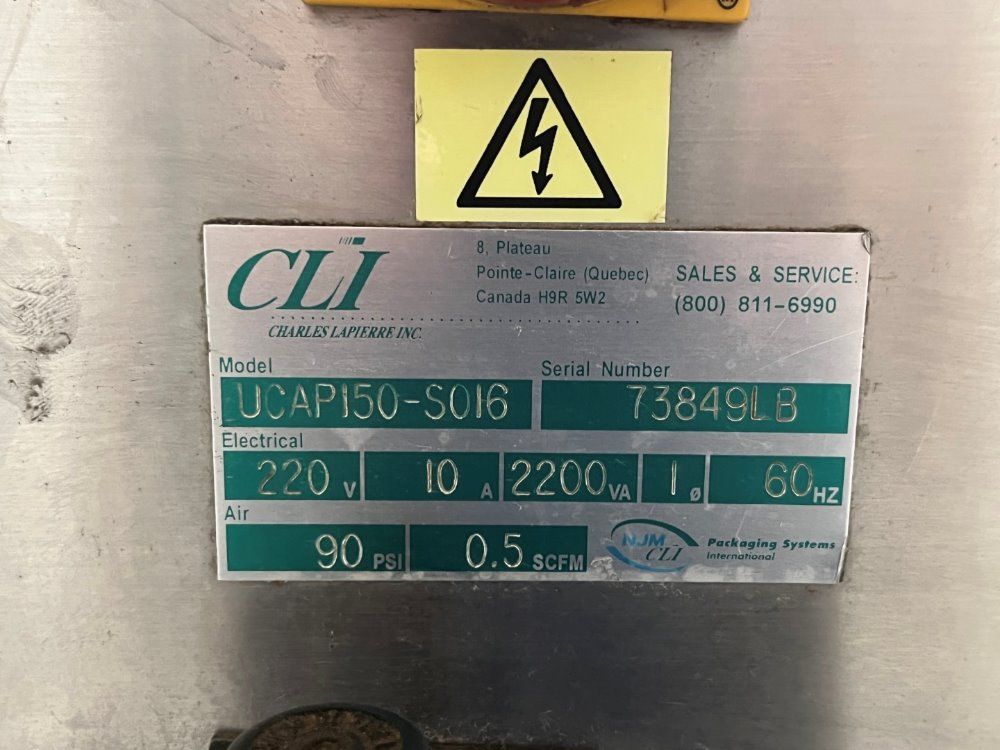 CLI
CHARLES LAPIERRE INC.
8, Plateau
Pointe-Claire (Quebec)
Canada H9R 5W2
SALES & SERVICE:
(800) 811-6990
Model
Serial Number
UCAP150-S016
73849LB
Electrical
220 V 10 A 2200 VA 1 ø 60 HZ
Air
90 PSI 0.5 SCFM
NJM
CLI
Packaging Systems
International